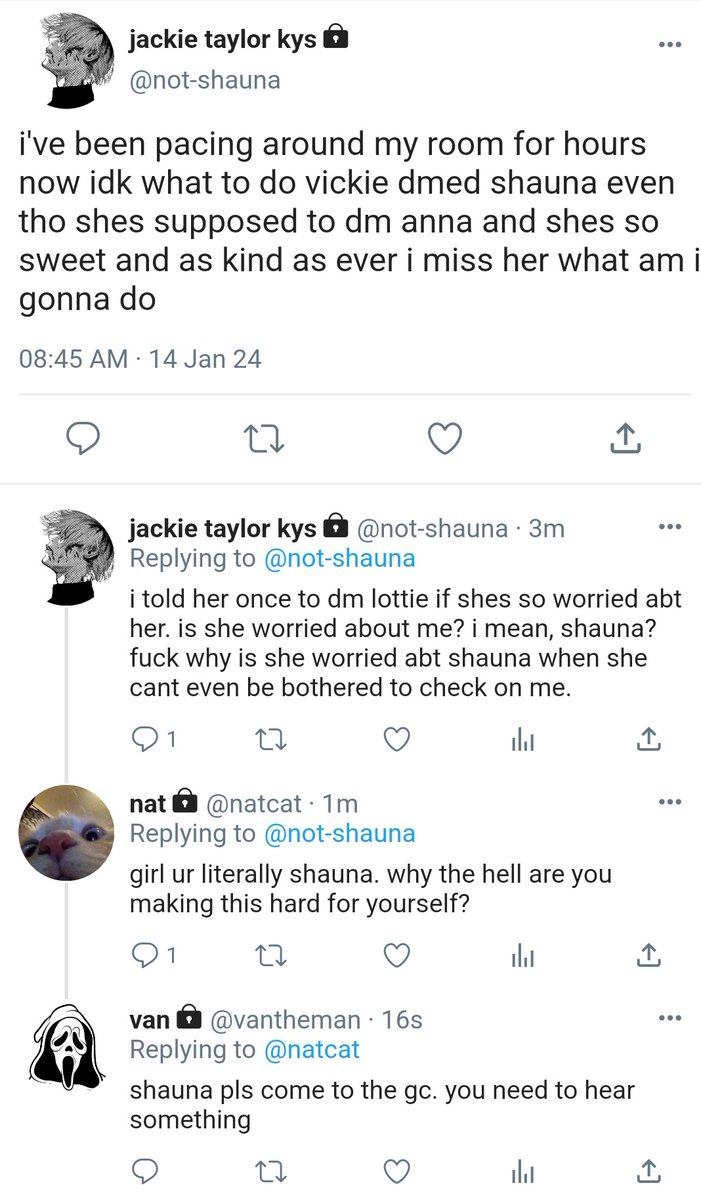 jackie taylor kys
@not-shauna
i've been pacing around my room for hours
now idk what to do vickie dmed shauna even
tho shes supposed to dm anna and shes so
sweet and as kind as ever i miss her what am i
gonna do
08:45 AM · 14 Jan 24
jackie taylor kys @not-shauna · 3m
Replying to @not-shauna
i told her once to dm lottie if shes so worried abt
her. is she worried about me? i mean, shauna?
fuck why is she worried abt shauna when she
cant even be bothered to check on me.
1
nat @natcat · 1m
Replying to @not-shauna
girl ur literally shauna. why the hell are you
making this hard for yourself?
1
van @vantheman · 16s
Replying to @natcat
shauna pls come to the gc. you need to hear
something